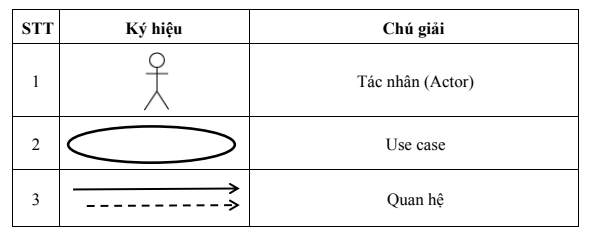 STT Ký hiệu Chú giải
1 Tác nhân (Actor)
2 Use case
3 Quan hệ